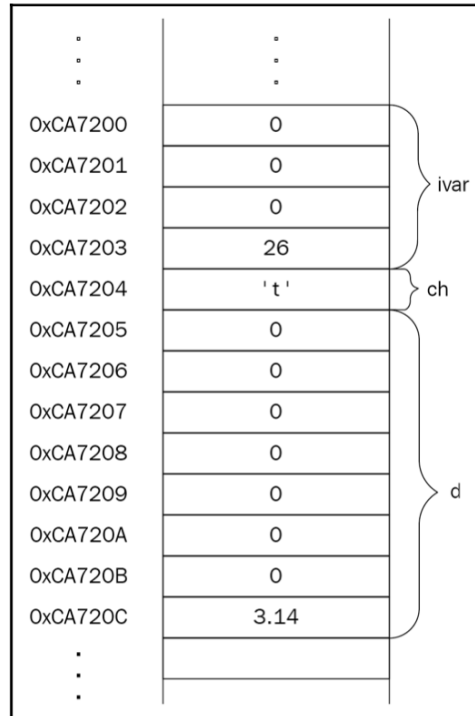 0xCA7200 0
0xCA7201 0
ivar
0xCA7202 0
0xCA7203 26
0xCA7204 't' ch
0xCA7205 0
0xCA7206 0
0xCA7207 0
0xCA7208 0
0xCA7209 0
d
0xCA720A 0
0xCA720B 0
0xCA720C 3.14